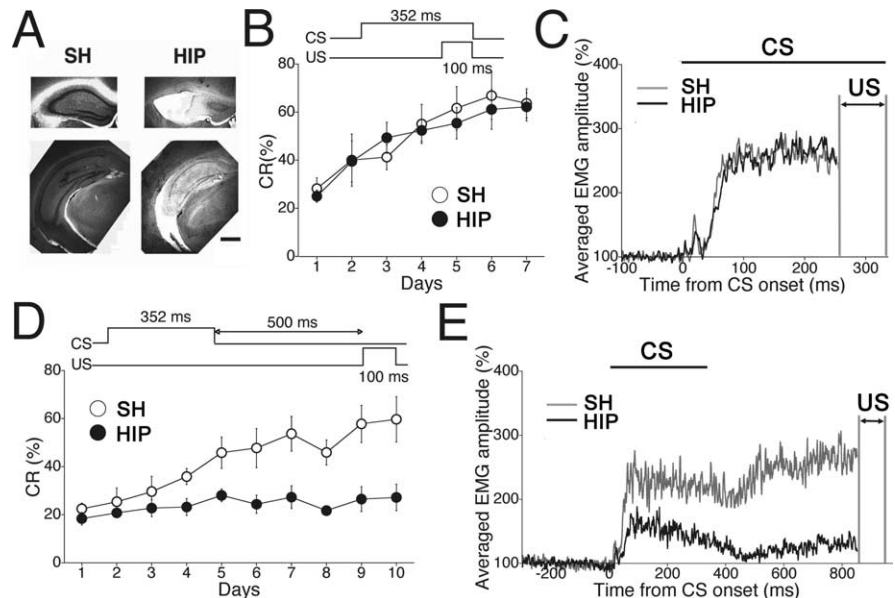 A
SH HIP
B
352 ms
CS
US
100 ms
80
60
40
20
0
CR(%)
SH
HIP
1 2 3 4 5 6 7
Days
C
CS
SH
HIP
US
400
300
200
100
Averaged EMG amplitude (%)
-100 0 100 200 300
Time from CS onset (ms)
D
352 ms 500 ms
CS
US
100 ms
80
60
40
20
0
CR (%)
SH
HIP
1 2 3 4 5 6 7 8 9 10
Days
E
CS
SH
HIP
US
400
300
200
100
Averaged EMG amplitude (%)
-200 0 200 400 600 800
Time from CS onset (ms)